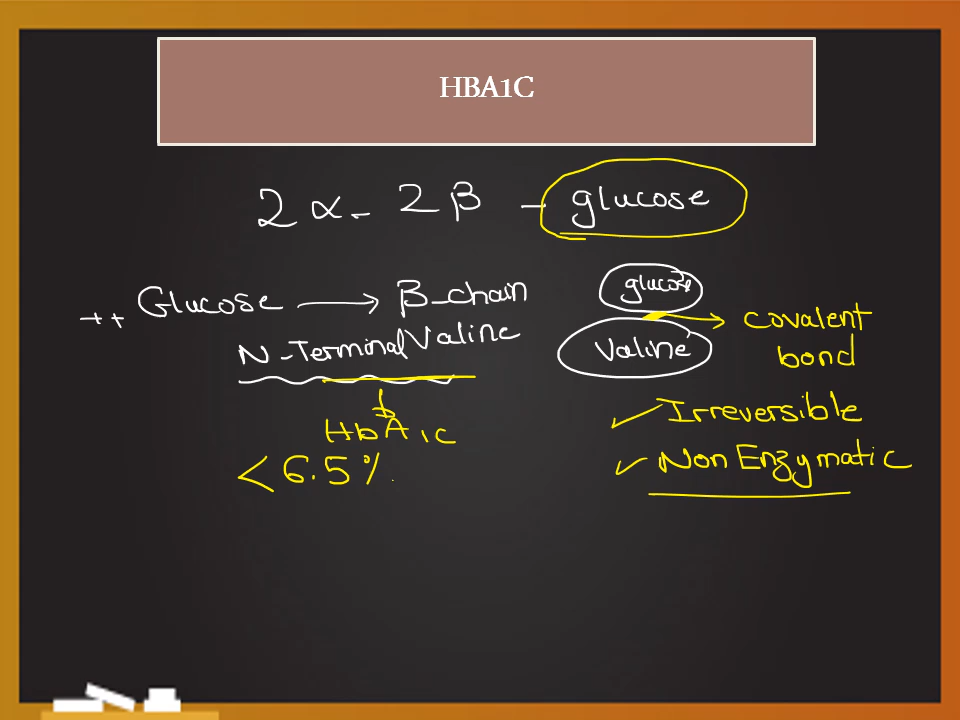 HBA1C
2α- 2β - glucose
++ Glucose → β-chain
N-Terminal Valine
HbA1c
<6.5%
glucose
Valine
→ covalent
bond
✓ Irreversible
✓ Non Enzymatic